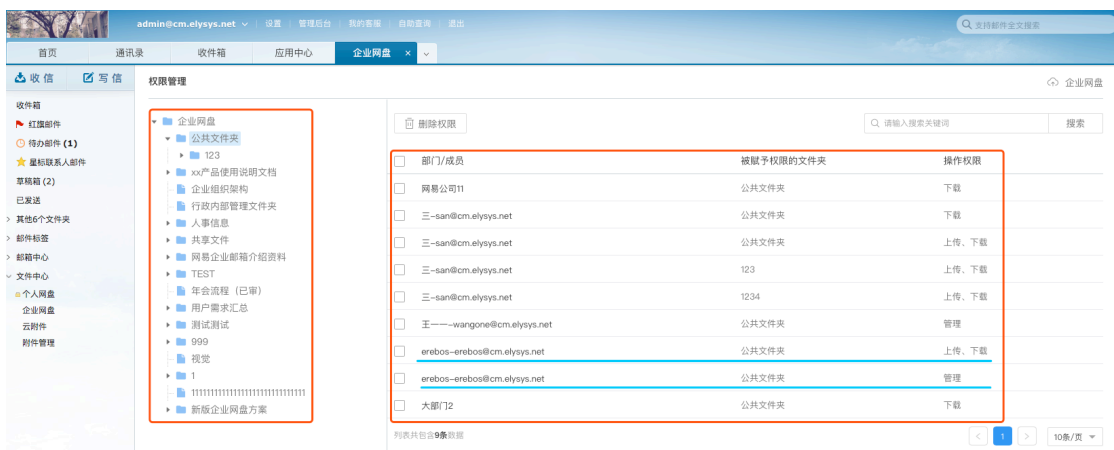 admin@cm.elysys.net 设置 管理后台 我的客服 自助查询 退出 支持邮件全文搜索
首页 通讯录 收件箱 应用中心 企业网盘 ×
收信 写信 权限管理 企业网盘
收件箱
红旗邮件
待办邮件 (1)
星标联系人邮件
草稿箱 (2)
已发送
其他6个文件夹
邮件标签
邮箱中心
文件中心
个人网盘
企业网盘
云附件
附件管理
企业网盘
公共文件夹
123
xx产品使用说明文档
企业组织架构
行政内部管理文件夹
人事信息
共享文件
网易企业邮箱介绍资料
TEST
年会流程（已审）
用户需求汇总
测试测试
999
视觉
1
新版企业网盘方案
删除权限 请输入搜索关键词 搜索
部门/成员 被赋予权限的文件夹 操作权限
网易公司11 公共文件夹 下载
三-san@cm.elysys.net 公共文件夹 下载
三-san@cm.elysys.net 公共文件夹 上传、下载
三-san@cm.elysys.net 123 上传、下载
三-san@cm.elysys.net 1234 上传、下载
王一一-wangone@cm.elysys.net 公共文件夹 管理
erebos-erebos@cm.elysys.net 公共文件夹 上传、下载
erebos-erebos@cm.elysys.net 公共文件夹 管理
大部门2 公共文件夹 下载
列表共包含9条数据 < 1 > 10条/页